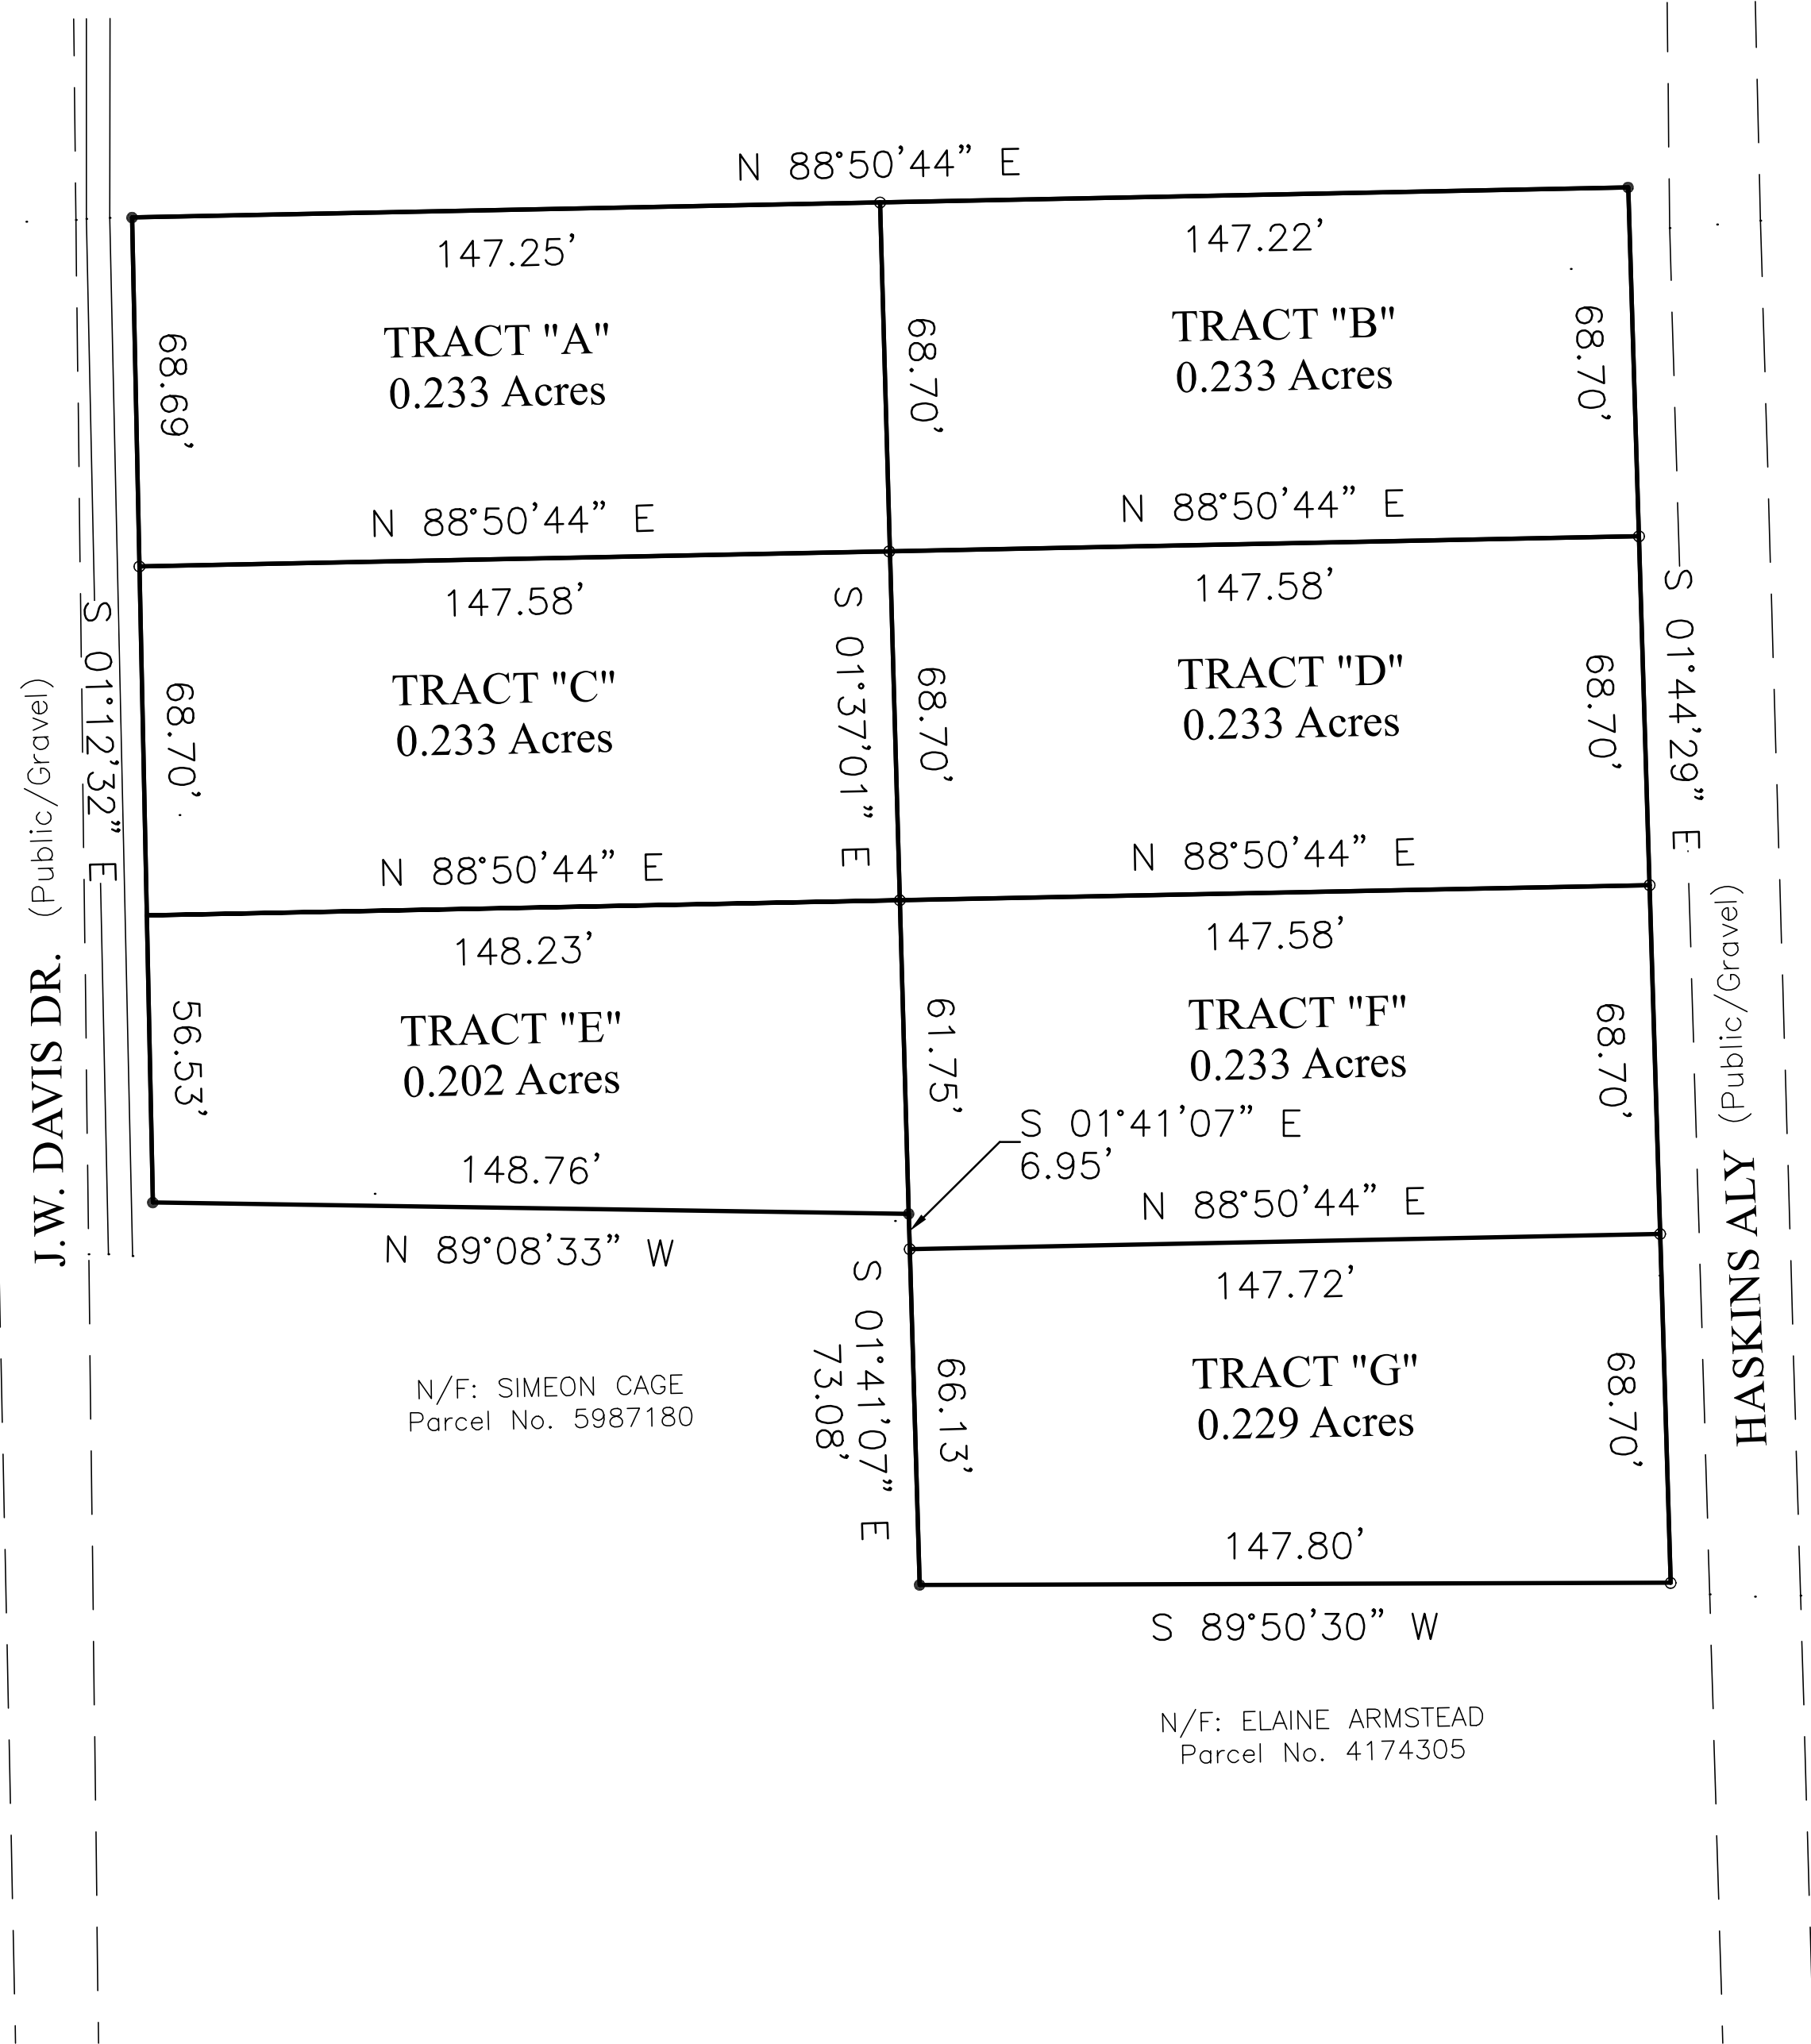 N 88°50'44" E
147.25'
147.22'
TRACT "A"
0.233 Acres
TRACT "B"
0.233 Acres
68.69'
68.70'
68.70'
N 88°50'44" E
N 88°50'44" E
147.58'
147.58'
S 01°12'32" E
S 01°37'01" E
S 01°44'29" E
TRACT "C"
0.233 Acres
TRACT "D"
0.233 Acres
68.70'
68.70'
68.70'
N 88°50'44" E
N 88°50'44" E
148.23'
147.58'
J.W. DAVIS DR. (Public/Gravel)
HASKINS ALY (Public/Gravel)
TRACT "E"
0.202 Acres
TRACT "F"
0.233 Acres
56.53'
61.75'
68.70'
S 01°41'07" E
6.95'
148.76'
N 88°50'44" E
N 89°08'33" W
147.72'
S 01°41'07" E
73.08'
66.13'
TRACT "G"
0.229 Acres
68.70'
N/F: SIMEON CAGE
Parcel No. 5987180
147.80'
S 89°50'30" W
N/F: ELAINE ARMSTEAD
Parcel No. 4174305